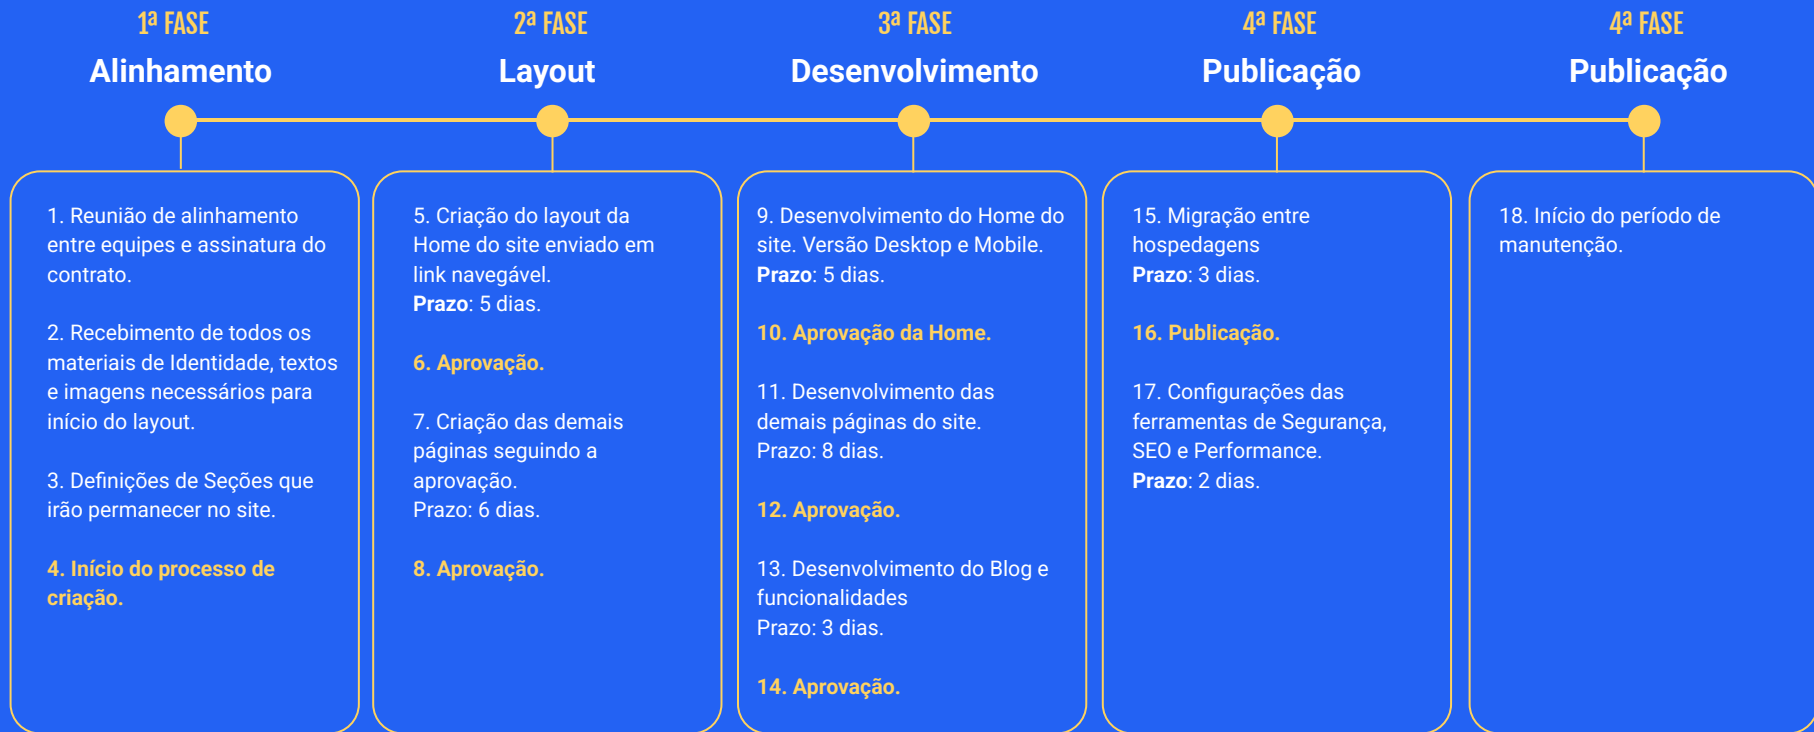 1ª FASE
Alinhamento
1. Reunião de alinhamento
entre equipes e assinatura do
contrato.
2. Recebimento de todos os
materiais de Identidade, textos
e imagens necessários para
início do layout.
3. Definições de Seções que
irão permanecer no site.
4. Início do processo de
criação.
2ª FASE
Layout
5. Criação do layout da
Home do site enviado em
link navegável.
Prazo: 5 dias.
6. Aprovação.
7. Criação das demais
páginas seguindo a
aprovação.
Prazo: 6 dias.
8. Aprovação.
3ª FASE
Desenvolvimento
9. Desenvolvimento do Home do
site. Versão Desktop e Mobile.
Prazo: 5 dias.
10. Aprovação da Home.
11. Desenvolvimento das
demais páginas do site.
Prazo: 8 dias.
12. Aprovação.
13. Desenvolvimento do Blog e
funcionalidades
Prazo: 3 dias.
14. Aprovação.
4ª FASE
Publicação
15. Migração entre
hospedagens
Prazo: 3 dias.
16. Publicação.
17. Configurações das
ferramentas de Segurança,
SEO e Performance.
Prazo: 2 dias.
4ª FASE
Publicação
18. Início do período de
manutenção.